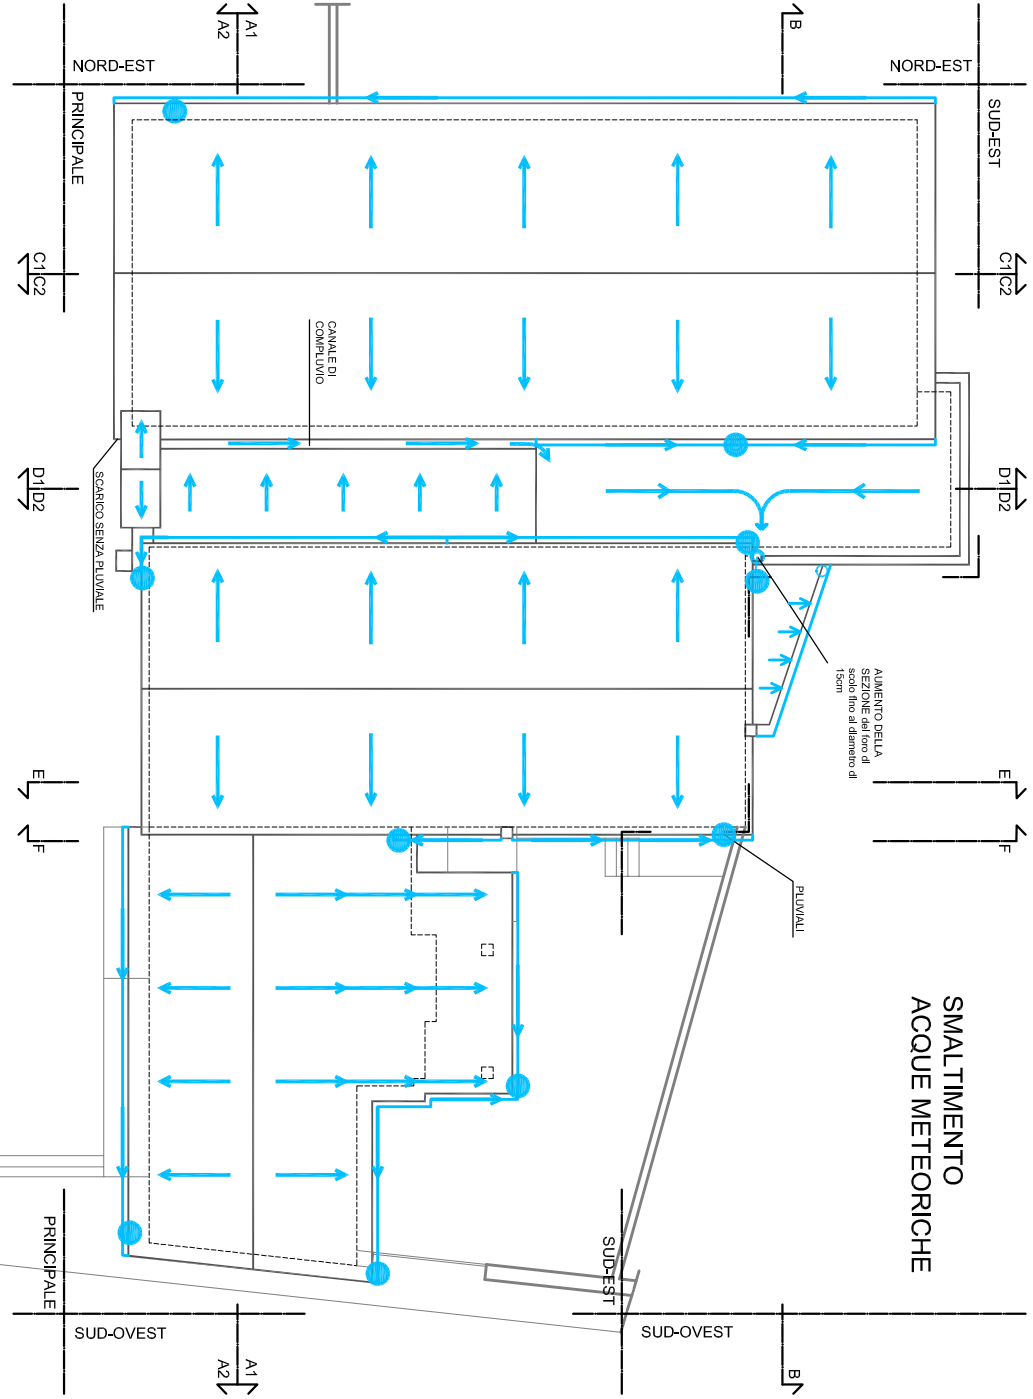 A1
A2
B
NORD-EST
NORD-EST
PRINCIPALE
SUD-EST
C1
C2
C1
C2
CANALE DI
COMPLUVIO
D1
D2
D1
D2
SCARICO SENZA PLUVIALE
AUMENTO DELLA
SEZIONE del foro di
scolo fino al diametro di
15cm
E
E
F
F
PLUVIALI
SMALTIMENTO
ACQUE METEORICHE
PRINCIPALE
SUD-EST
SUD-OVEST
SUD-OVEST
A1
A2
B